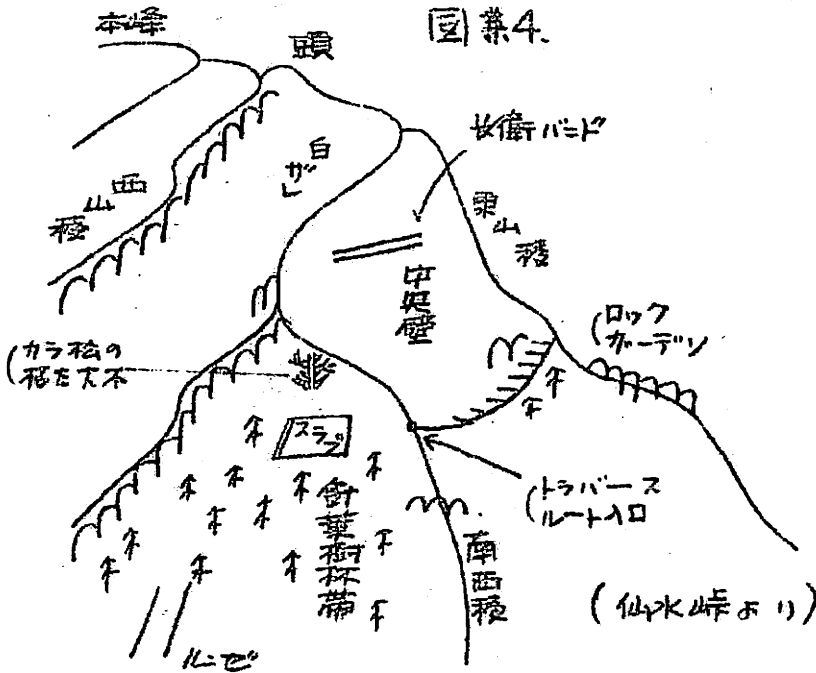 本峰
頭
図葉4.
長衛バンド
白ザレ
東山稜
西山稜
中央壁
(ロック
ガーデン
(カラ松の
様な大木
スラブ
(トラバース
ルート入口
針葉樹林帯
南西稜
(仙水峠より)
ルンゼ